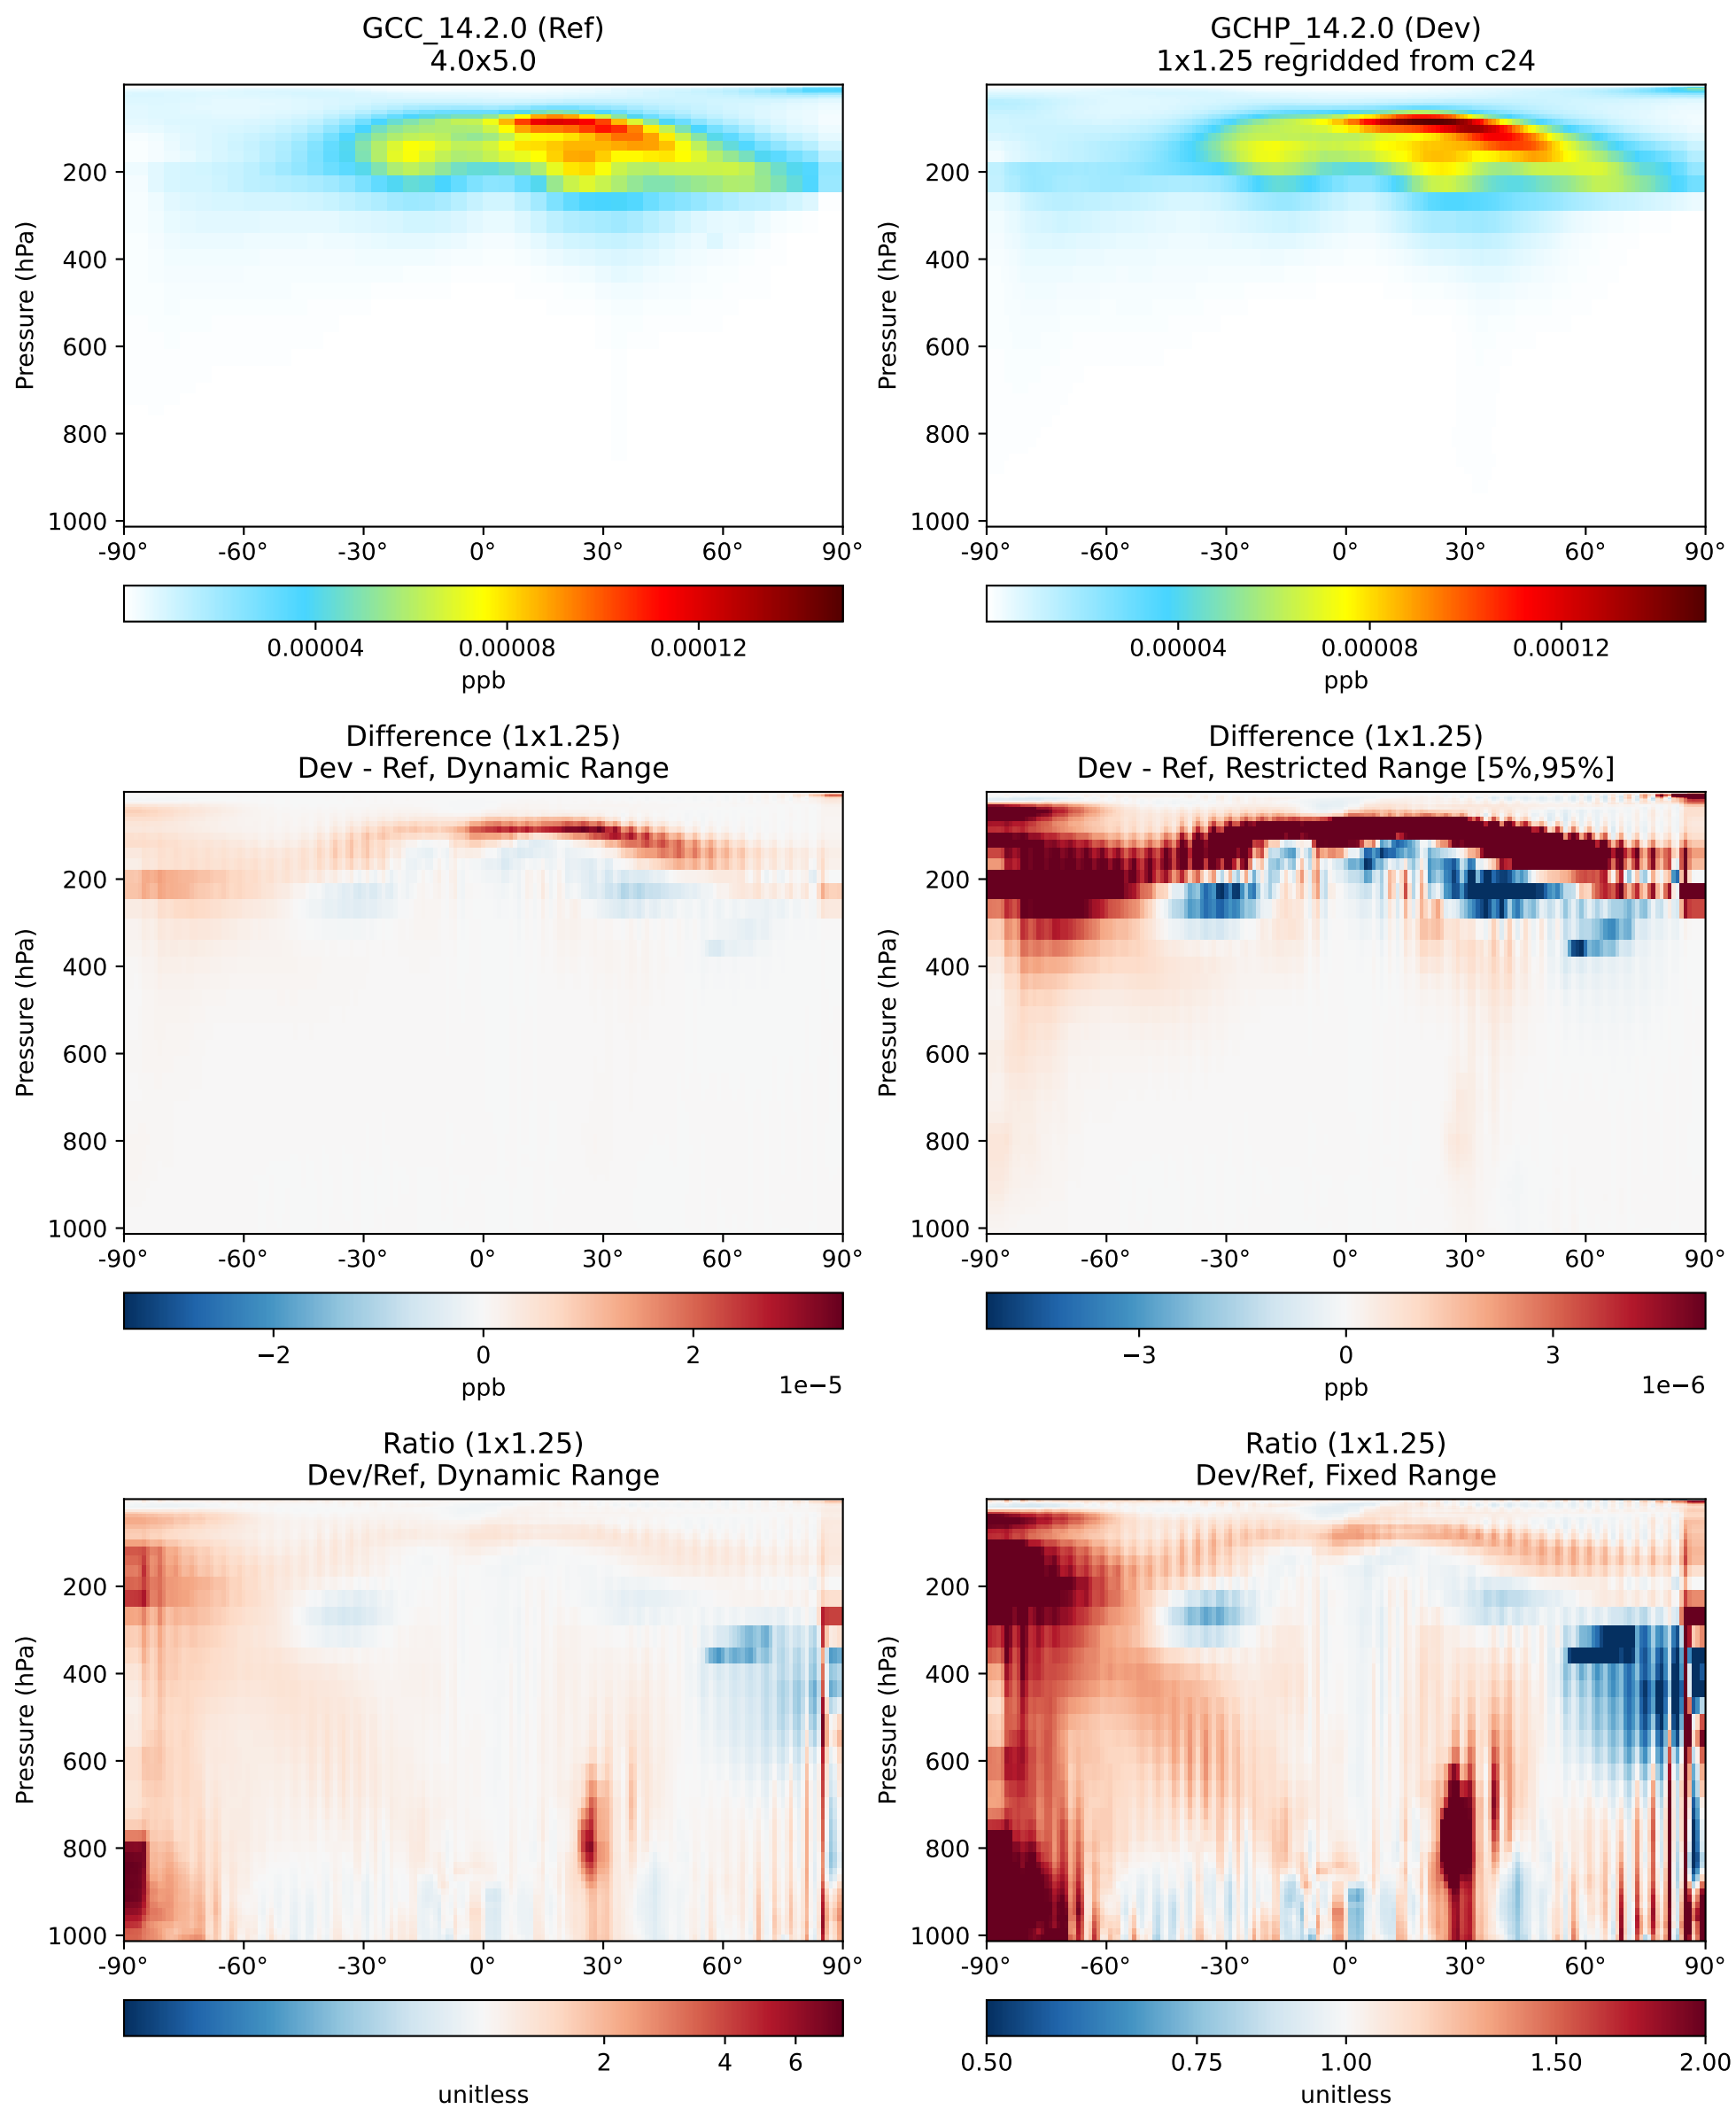 GCC_14.2.0 (Ref)
4.0x5.0
GCHP_14.2.0 (Dev)
1x1.25 regridded from c24
Pressure (hPa)
200
400
600
800
1000
-90° -60° -30° 0° 30° 60° 90°
Pressure (hPa)
200
400
600
800
1000
-90° -60° -30° 0° 30° 60° 90°
0.00004 0.00008 0.00012
ppb
0.00004 0.00008 0.00012
ppb
Difference (1x1.25)
Dev - Ref, Dynamic Range
Difference (1x1.25)
Dev - Ref, Restricted Range [5%,95%]
Pressure (hPa)
200
400
600
800
1000
-90° -60° -30° 0° 30° 60° 90°
Pressure (hPa)
200
400
600
800
1000
-90° -60° -30° 0° 30° 60° 90°
−2 0 2
ppb
1e−5
−3 0 3
ppb
1e−6
Ratio (1x1.25)
Dev/Ref, Dynamic Range
Ratio (1x1.25)
Dev/Ref, Fixed Range
Pressure (hPa)
200
400
600
800
1000
-90° -60° -30° 0° 30° 60° 90°
Pressure (hPa)
200
400
600
800
1000
-90° -60° -30° 0° 30° 60° 90°
2 4 6
unitless
0.50 0.75 1.00 1.50 2.00
unitless